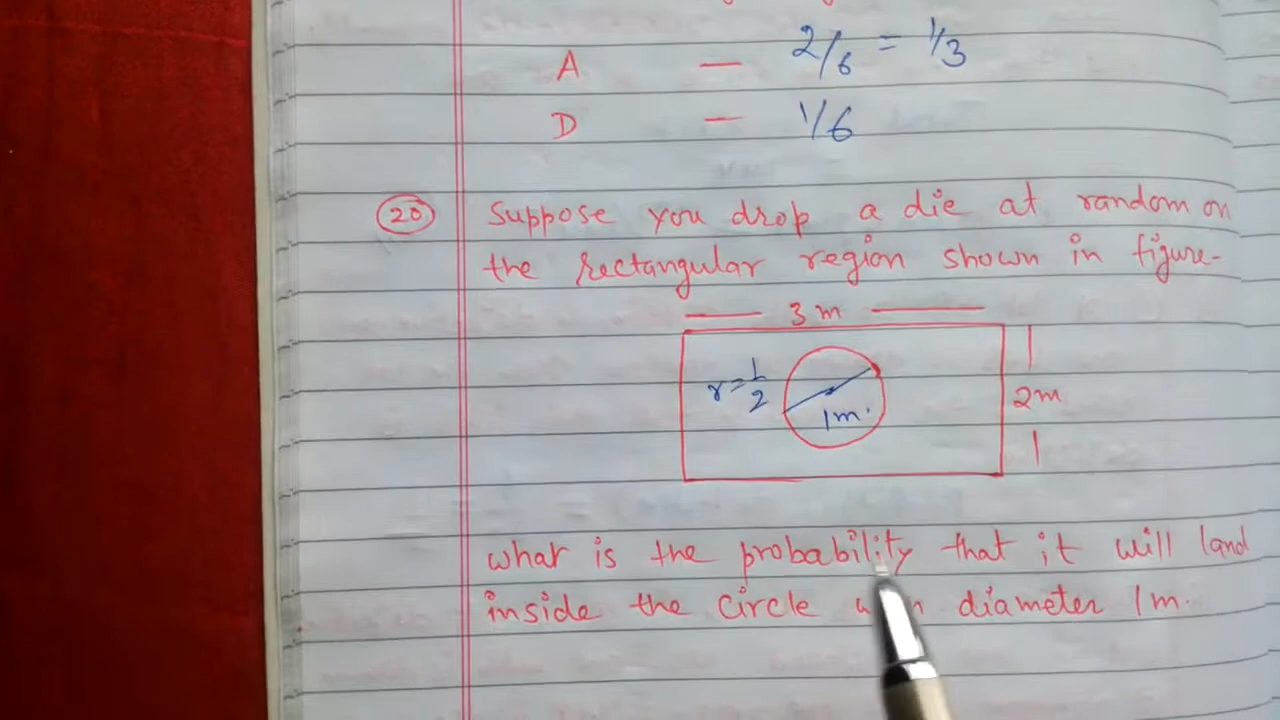 A — 2/6 = 1/3
D — 1/6
20 Suppose you drop a die at random on
the rectangular region shown in figure-
3 m
r = 1/2
1m.
2m
what is the probability that it will land
inside the circle diameter 1m.